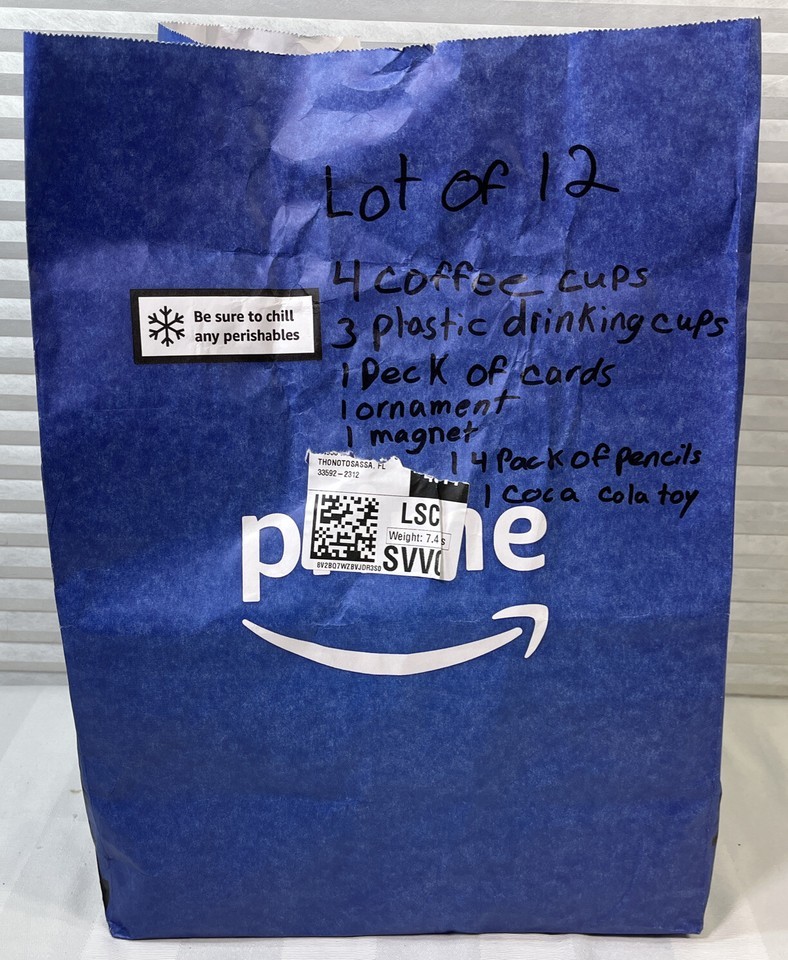 Lot of 12
4 coffee cups
Be sure to chill
any perishables
3 plastic drinking cups
1 Deck of cards
1 ornament
1 magnet
1 4 Pack of pencils
THONOTOSASSA, FL
33592-2312
1 coca cola toy
LSC
Weight: 7.4
SVV